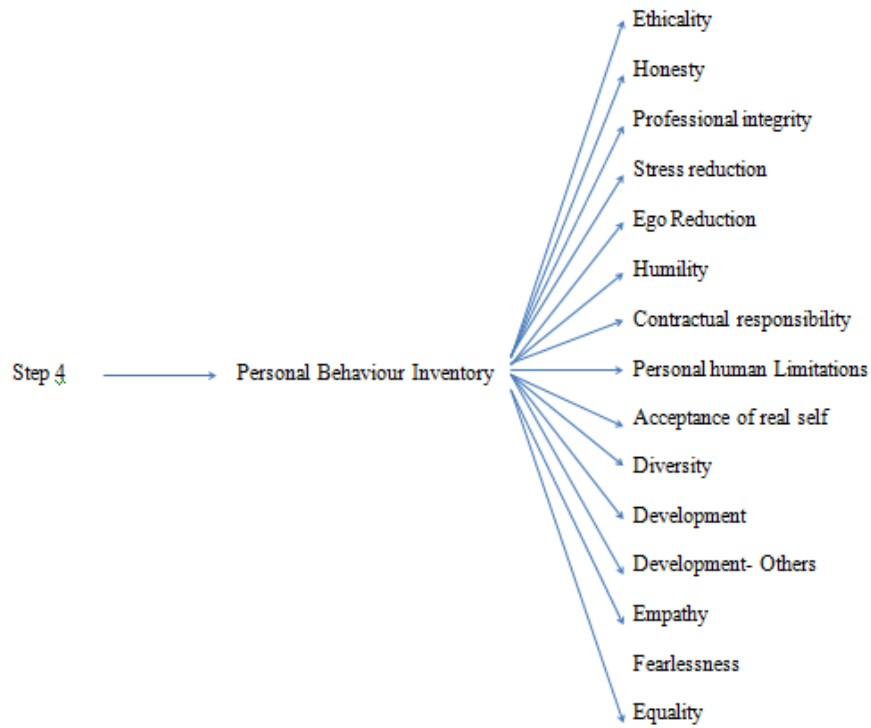 Ethicality
Honesty
Professional integrity
Stress reduction
Ego Reduction
Humility
Contractual responsibility
Step 4
Personal Behaviour Inventory
Personal human Limitations
Acceptance of real self
Diversity
Development
Development- Others
Empathy
Fearlessness
Equality